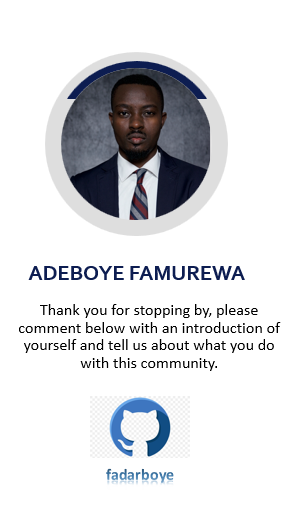 ADEBOYE FAMUREWA
Thank you for stopping by, please
comment below with an introduction of
yourself and tell us about what you do
with this community.
fadarboye